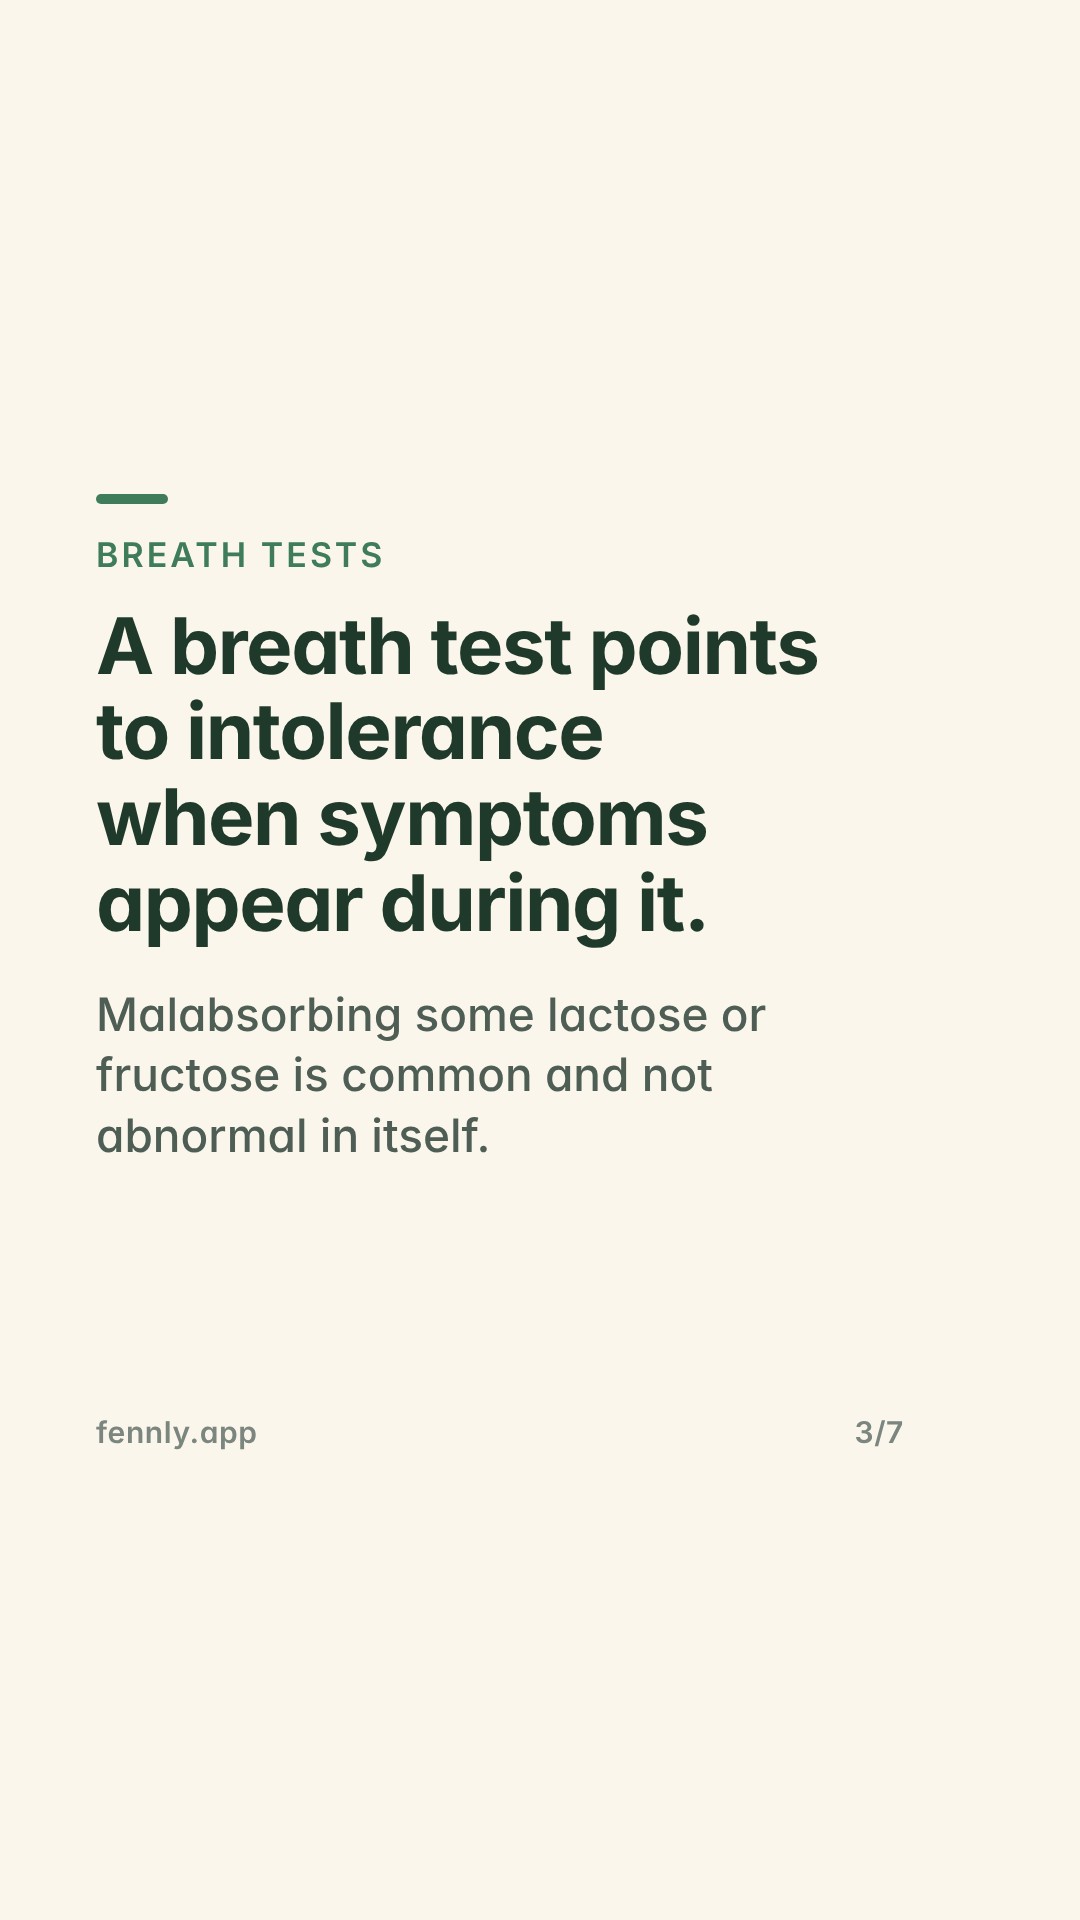 BREATH TESTS
A breath test points
to intolerance
when symptoms
appear during it.
Malabsorbing some lactose or
fructose is common and not
abnormal in itself.
fennly.app
3/7